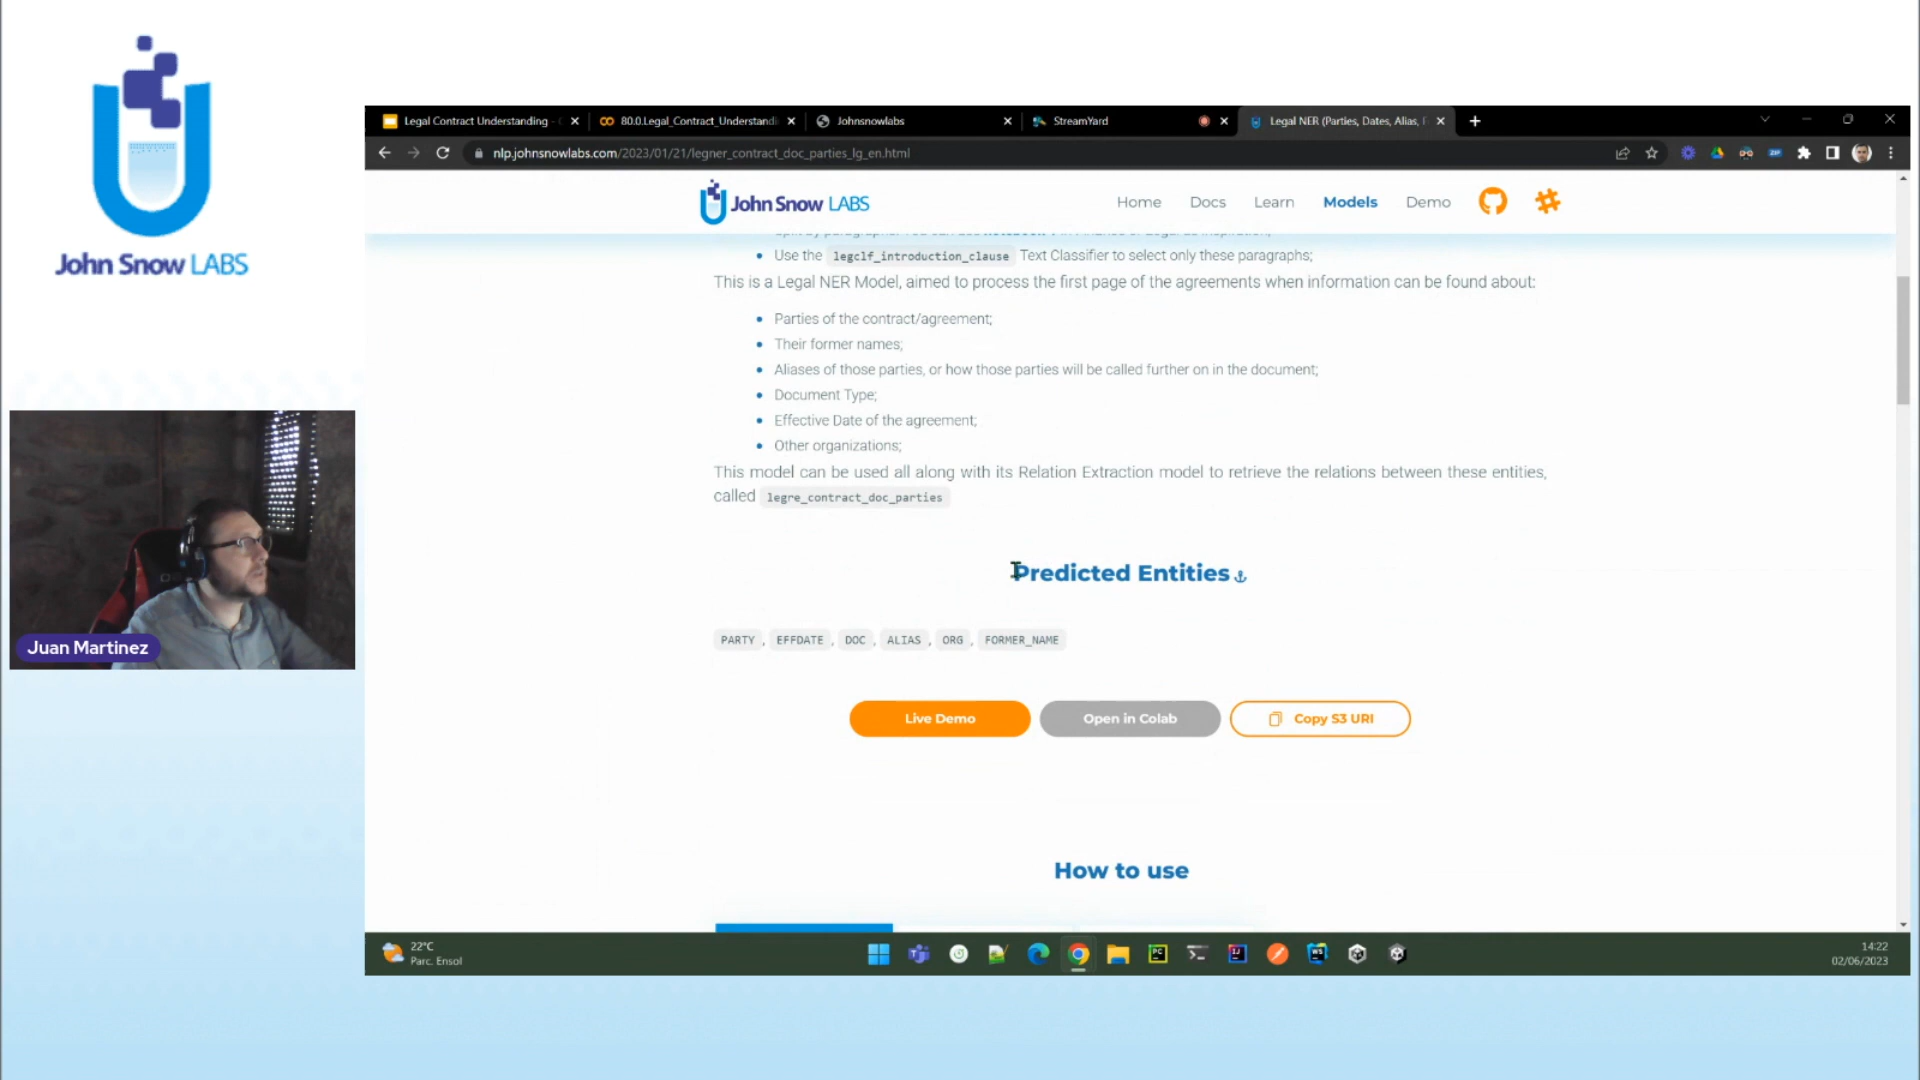 John Snow LABS
Juan Martinez
Legal Contract Understanding -
80.0.Legal_Contract_Understandi
Johnsnowlabs
StreamYard
Legal NER (Parties, Dates, Alias,
nlp.johnsnowlabs.com/2023/01/21/legner_contract_doc_parties_lg_en.html
John Snow LABS
Home Docs Learn Models Demo
Use the legclf_introduction_clause Text Classifier to select only these paragraphs;
This is a Legal NER Model, aimed to process the first page of the agreements when information can be found about:
Parties of the contract/agreement;
Their former names;
Aliases of those parties, or how those parties will be called further on in the document;
Document Type;
Effective Date of the agreement;
Other organizations;
This model can be used all along with its Relation Extraction model to retrieve the relations between these entities,
called legre_contract_doc_parties
Predicted Entities
PARTY , EFFDATE , DOC , ALIAS , ORG , FORMER_NAME
Live Demo Open in Colab Copy S3 URI
How to use
22°C
Parc. Ensol
14:22
02/06/2023